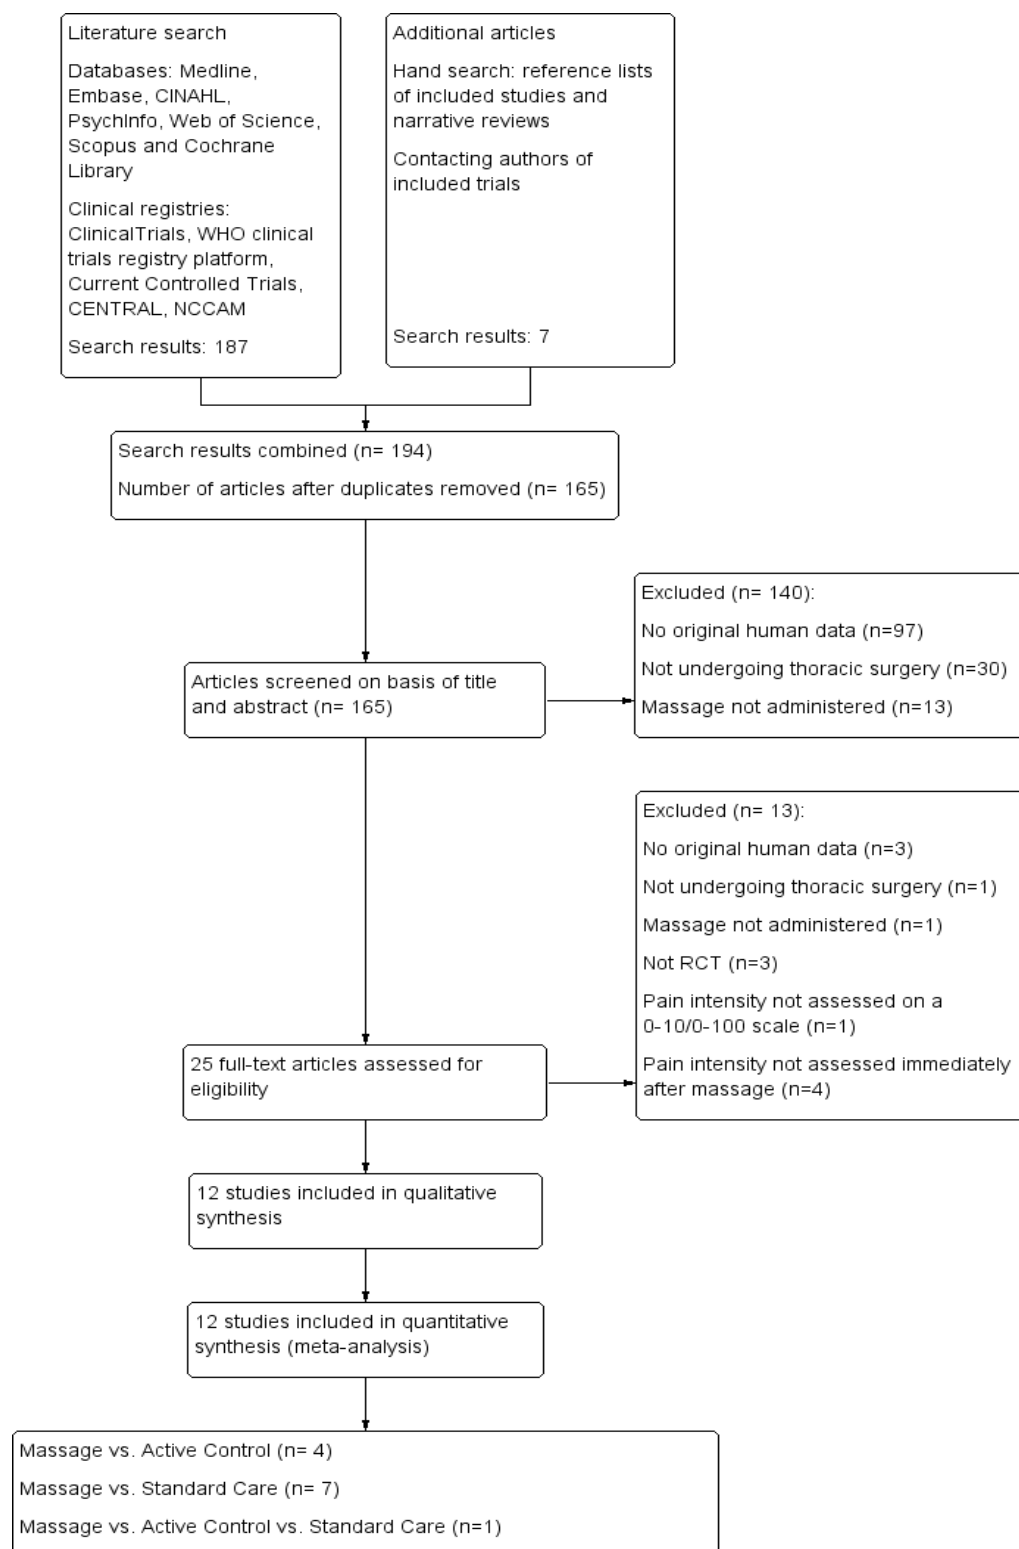 Literature search
Databases: Medline,
Embase, CINAHL,
PsychInfo, Web of Science,
Scopus and Cochrane
Library
Clinical registries:
ClinicalTrials, WHO clinical
trials registry platform,
Current Controlled Trials,
CENTRAL, NCCAM
Search results: 187
Additional articles
Hand search: reference lists
of included studies and
narrative reviews
Contacting authors of
included trials
Search results: 7
Search results combined (n= 194)
Number of articles after duplicates removed (n= 165)
Articles screened on basis of title
and abstract (n= 165)
Excluded (n= 140):
No original human data (n=97)
Not undergoing thoracic surgery (n=30)
Massage not administered (n=13)
25 full-text articles assessed for
eligibility
Excluded (n= 13):
No original human data (n=3)
Not undergoing thoracic surgery (n=1)
Massage not administered (n=1)
Not RCT (n=3)
Pain intensity not assessed on a
0-10/0-100 scale (n=1)
Pain intensity not assessed immediately
after massage (n=4)
12 studies included in qualitative
synthesis
12 studies included in quantitative
synthesis (meta-analysis)
Massage vs. Active Control (n= 4)
Massage vs. Standard Care (n= 7)
Massage vs. Active Control vs. Standard Care (n=1)